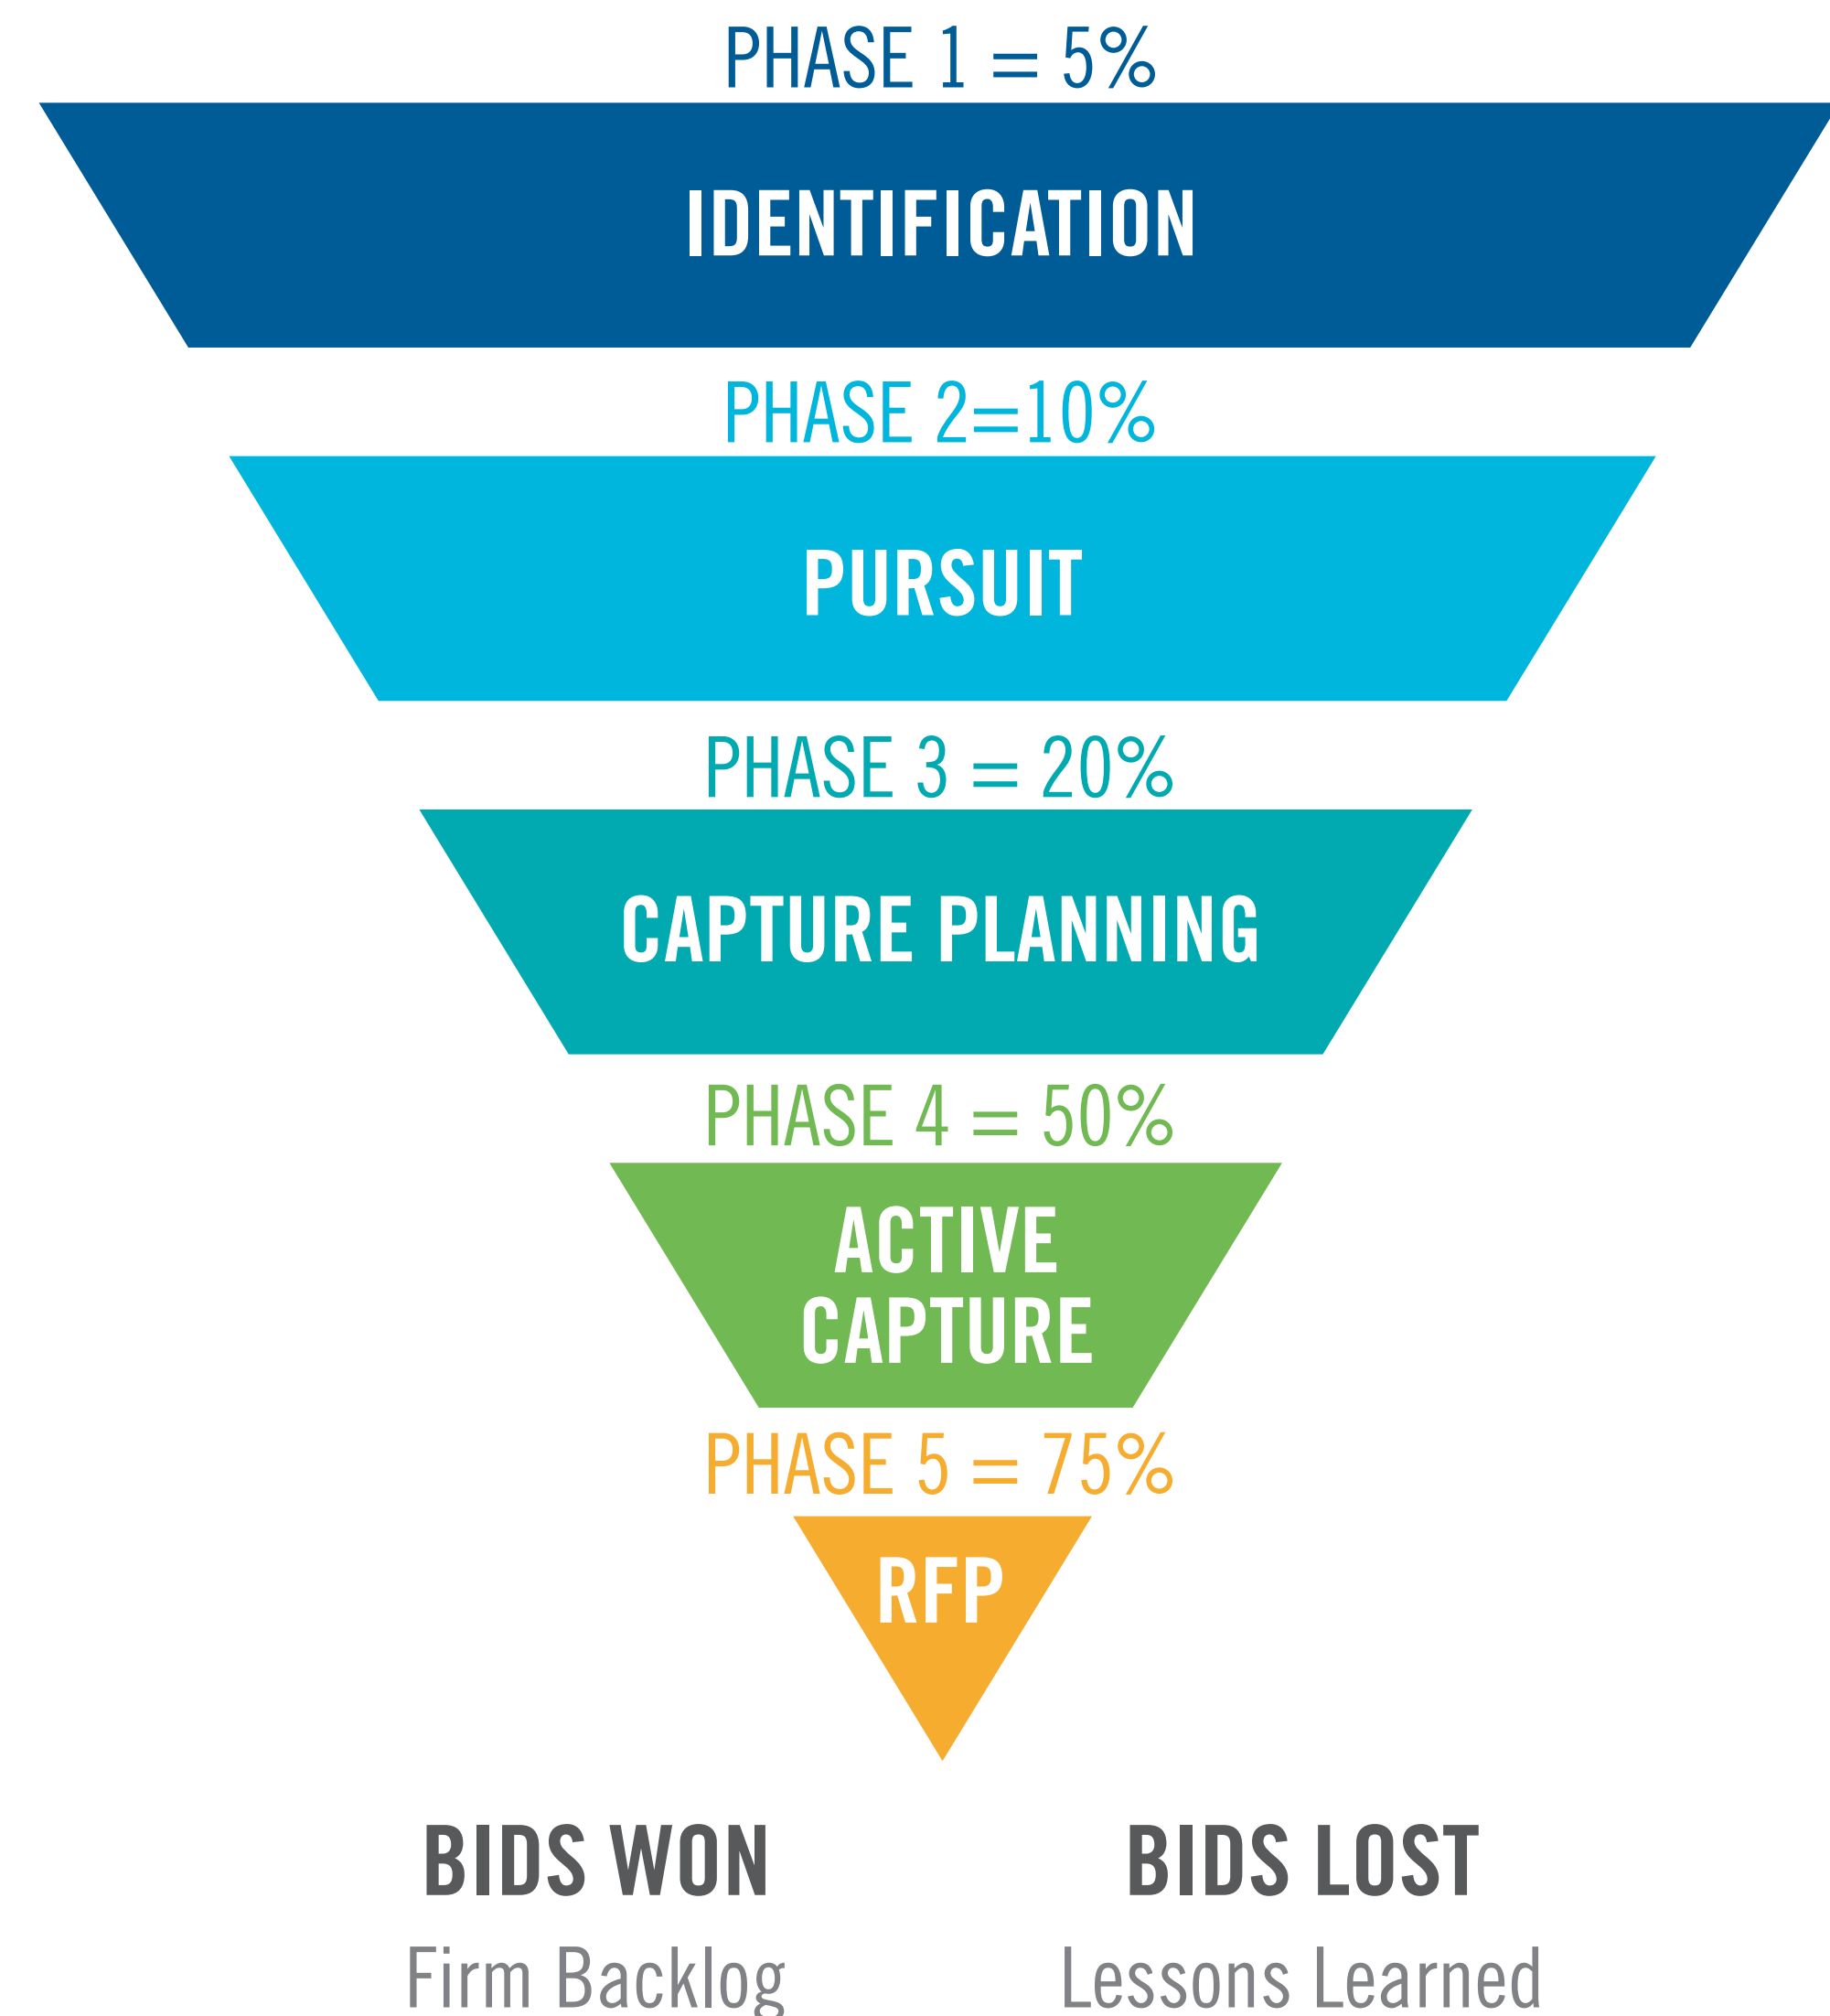 PHASE 1 = 5%
IDENTIFICATION
PHASE 2=10%
PURSUIT
PHASE 3 = 20%
CAPTURE PLANNING
PHASE 4 = 50%
ACTIVE
CAPTURE
PHASE 5 = 75%
RFP
BIDS WON BIDS LOST
Firm Backlog Lessons Learned